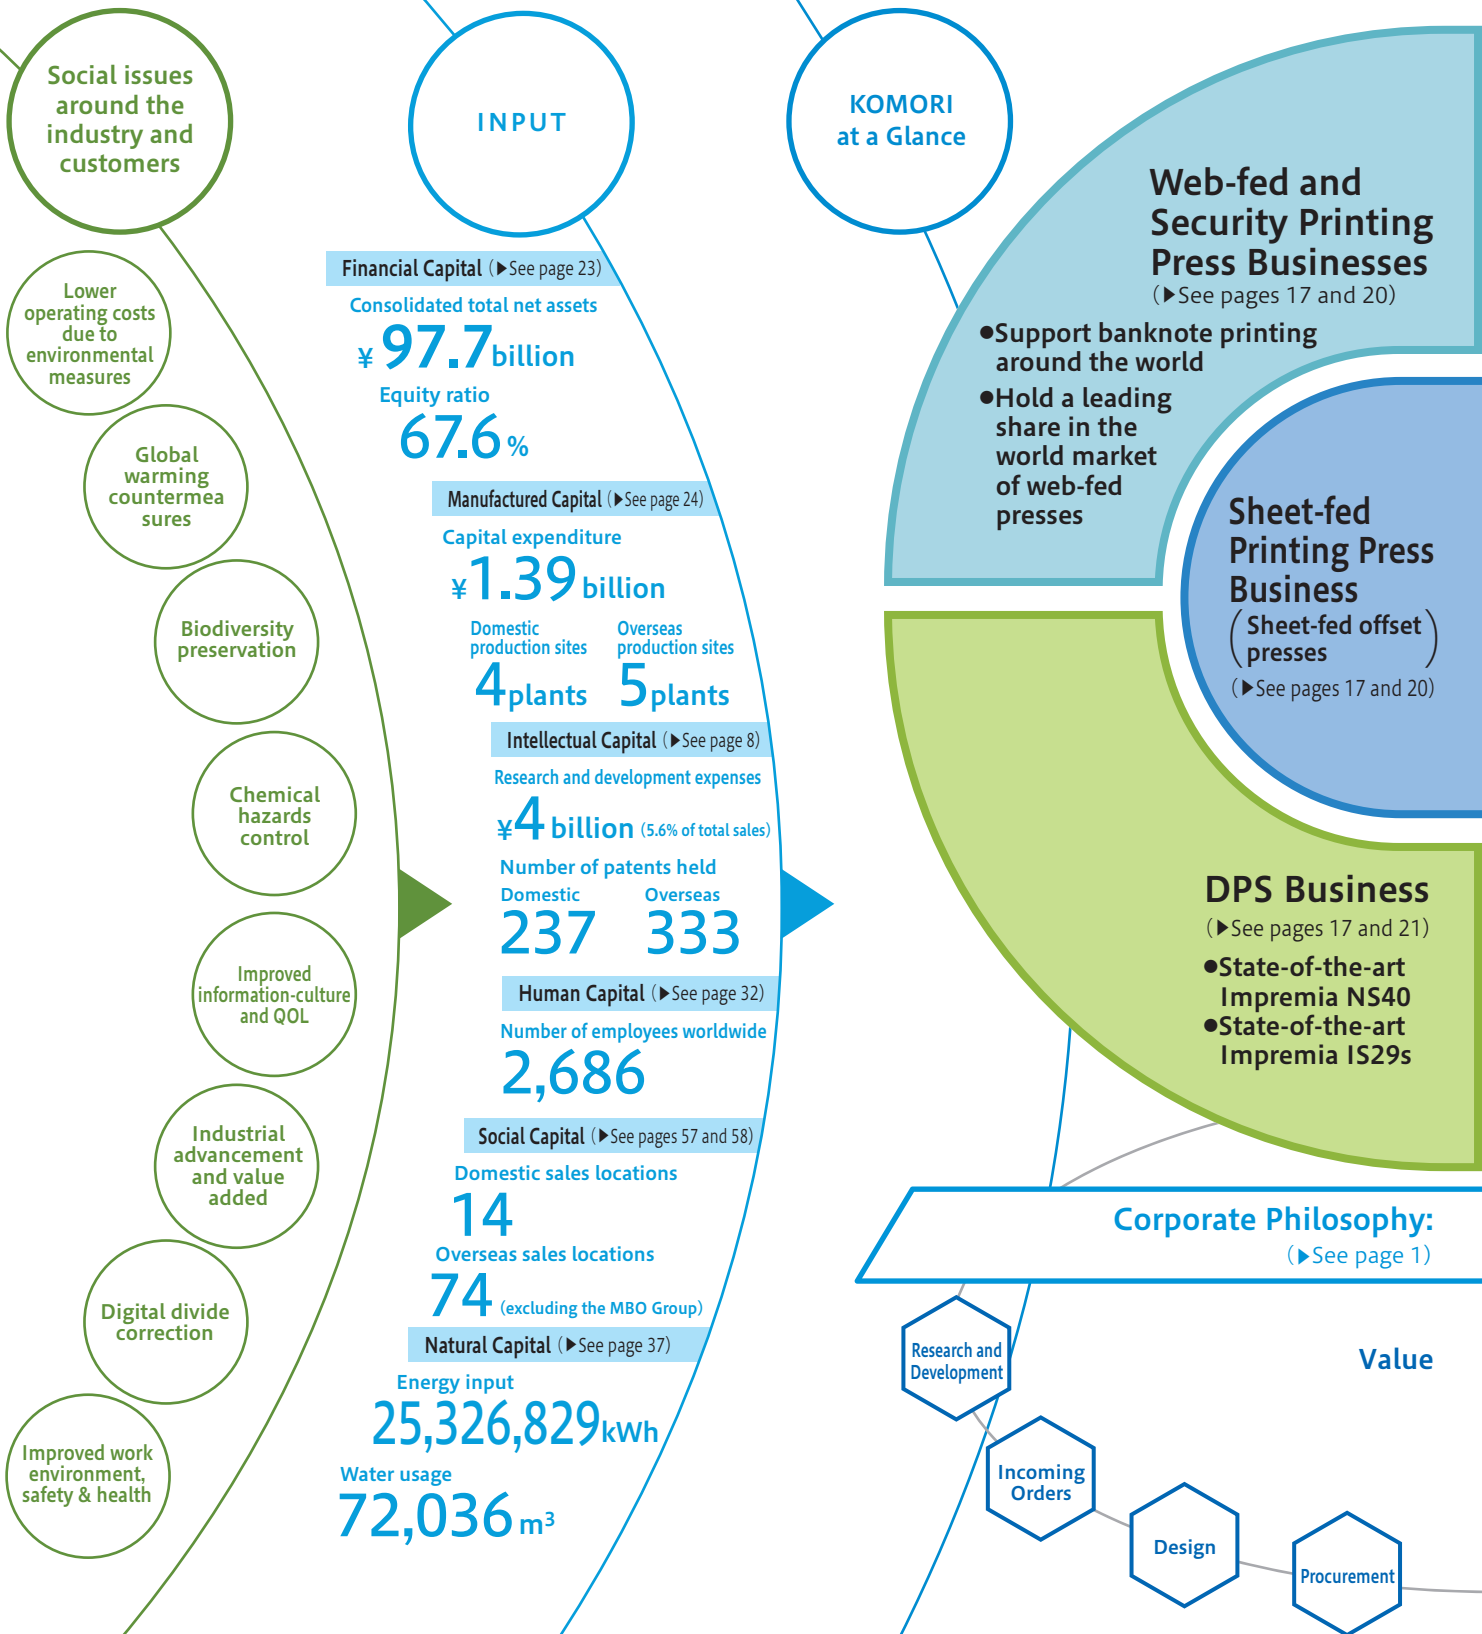 Social issues
around the
industry and
customers
Lower
operating costs
due to
environmental
measures
Global
warming
countermea
sures
Biodiversity
preservation
Chemical
hazards
control
Improved
information-culture
and QOL
Industrial
advancement
and value
added
Digital divide
correction
Improved work
environment,
safety & health
INPUT
Financial Capital (▶See page 23)
Consolidated total net assets
¥ 97.7 billion
Equity ratio
67.6 %
Manufactured Capital (▶See page 24)
Capital expenditure
¥1.39 billion
Domestic
production sites
4 plants
Overseas
production sites
5 plants
Intellectual Capital (▶See page 8)
Research and development expenses
¥4 billion (5.6% of total sales)
Number of patents held
Domestic
237
Overseas
333
Human Capital (▶See page 32)
Number of employees worldwide
2,686
Social Capital (▶See pages 57 and 58)
Domestic sales locations
14
Overseas sales locations
74 (excluding the MBO Group)
Natural Capital (▶See page 37)
Energy input
25,326,829kWh
Water usage
72,036 m³
KOMORI
at a Glance
Web-fed and
Security Printing
Press Businesses
(▶See pages 17 and 20)
●Support banknote printing
around the world
●Hold a leading
share in the
world market
of web-fed
presses
Sheet-fed
Printing Press
Business
(Sheet-fed offset
presses)
(▶See pages 17 and 20)
DPS Business
(▶See pages 17 and 21)
●State-of-the-art
Impremia NS40
●State-of-the-art
Impremia IS29s
Corporate Philosophy:
(▶See page 1)
Value
Research and
Development
Incoming
Orders
Design
Procurement